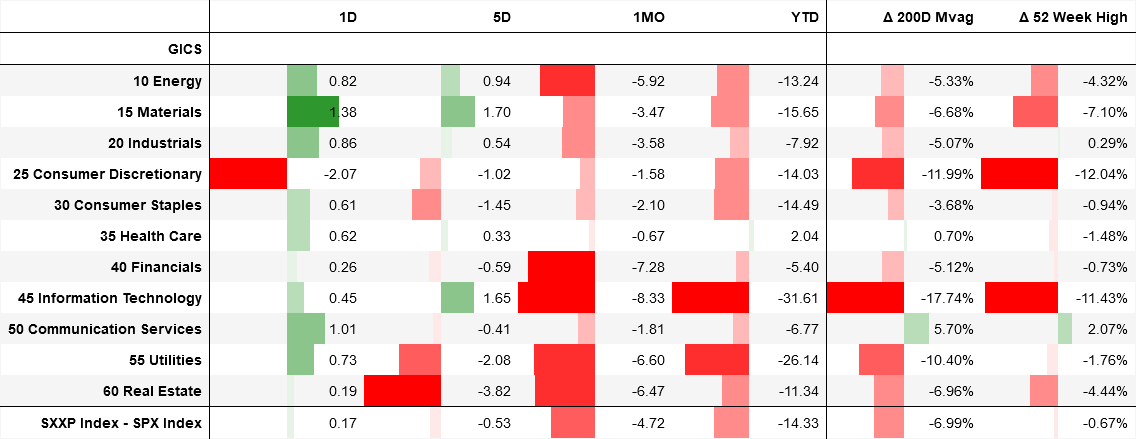 1D 5D 1MO YTD Δ 200D Mvag Δ 52 Week High
GICS
10 Energy 0.82 0.94 -5.92 -13.24 -5.33% -4.32%
15 Materials 1.38 1.70 -3.47 -15.65 -6.68% -7.10%
20 Industrials 0.86 0.54 -3.58 -7.92 -5.07% 0.29%
25 Consumer Discretionary -2.07 -1.02 -1.58 -14.03 -11.99% -12.04%
30 Consumer Staples 0.61 -1.45 -2.10 -14.49 -3.68% -0.94%
35 Health Care 0.62 0.33 -0.67 2.04 0.70% -1.48%
40 Financials 0.26 -0.59 -7.28 -5.40 -5.12% -0.73%
45 Information Technology 0.45 1.65 -8.33 -31.61 -17.74% -11.43%
50 Communication Services 1.01 -0.41 -1.81 -6.77 5.70% 2.07%
55 Utilities 0.73 -2.08 -6.60 -26.14 -10.40% -1.76%
60 Real Estate 0.19 -3.82 -6.47 -11.34 -6.96% -4.44%
SXXP Index - SPX Index 0.17 -0.53 -4.72 -14.33 -6.99% -0.67%